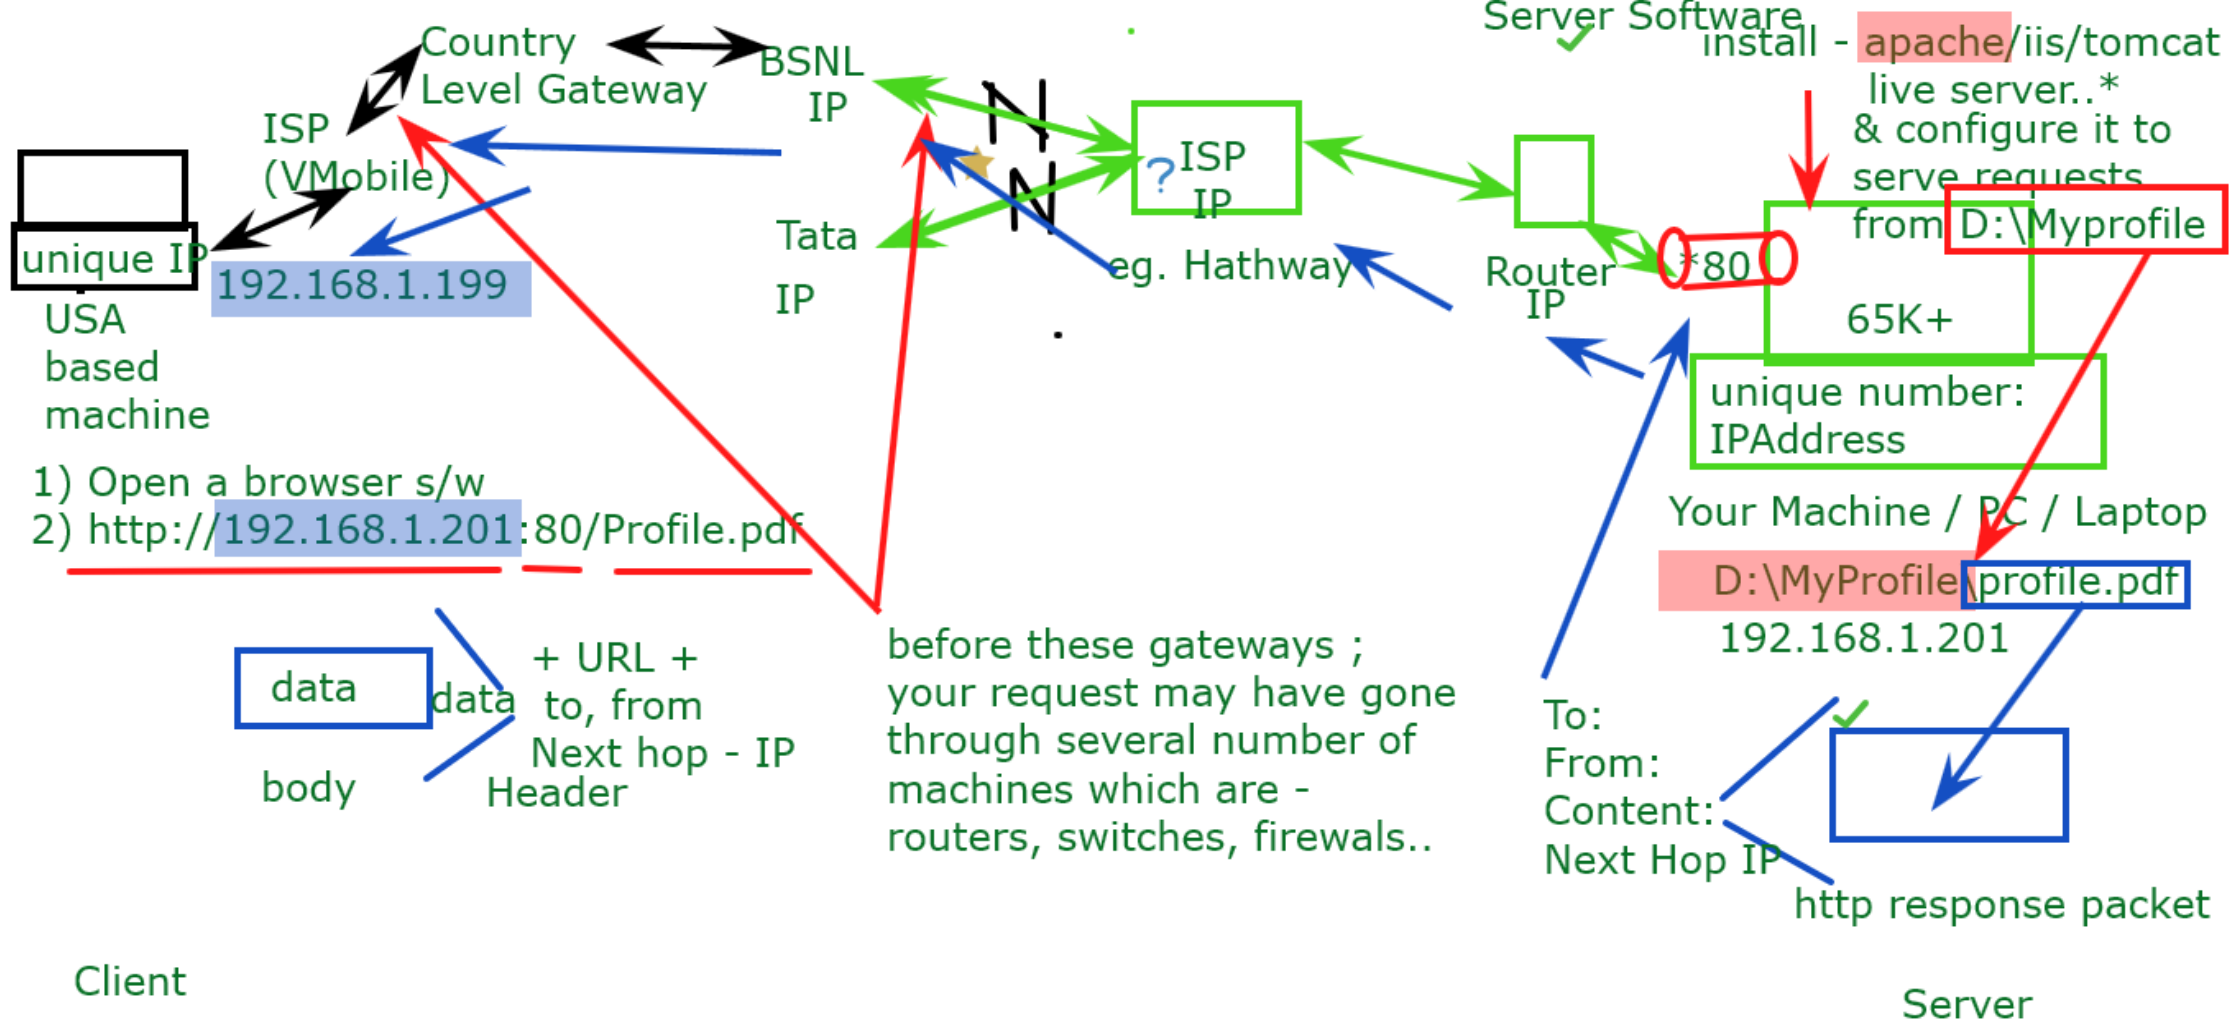 Server Software
install - apache/iis/tomcat
live server..*
& configure it to
serve requests
from D:\Myprofile
Country
Level Gateway
BSNL
IP
ISP
(VMobile)
N
N
?
ISP
IP
unique IP
192.168.1.199
Tata
IP
eg. Hathway
Router
IP
*80
65K+
USA
based
machine
unique number:
IPAddress
1) Open a browser s/w
2) http://192.168.1.201:80/Profile.pdf
Your Machine / PC / Laptop
D:\MyProfile\profile.pdf
192.168.1.201
data
data
+ URL +
to, from
Next hop - IP
body
Header
before these gateways ;
your request may have gone
through several number of
machines which are -
routers, switches, firewals..
To:
From:
Content:
Next Hop IP
http response packet
Client
Server